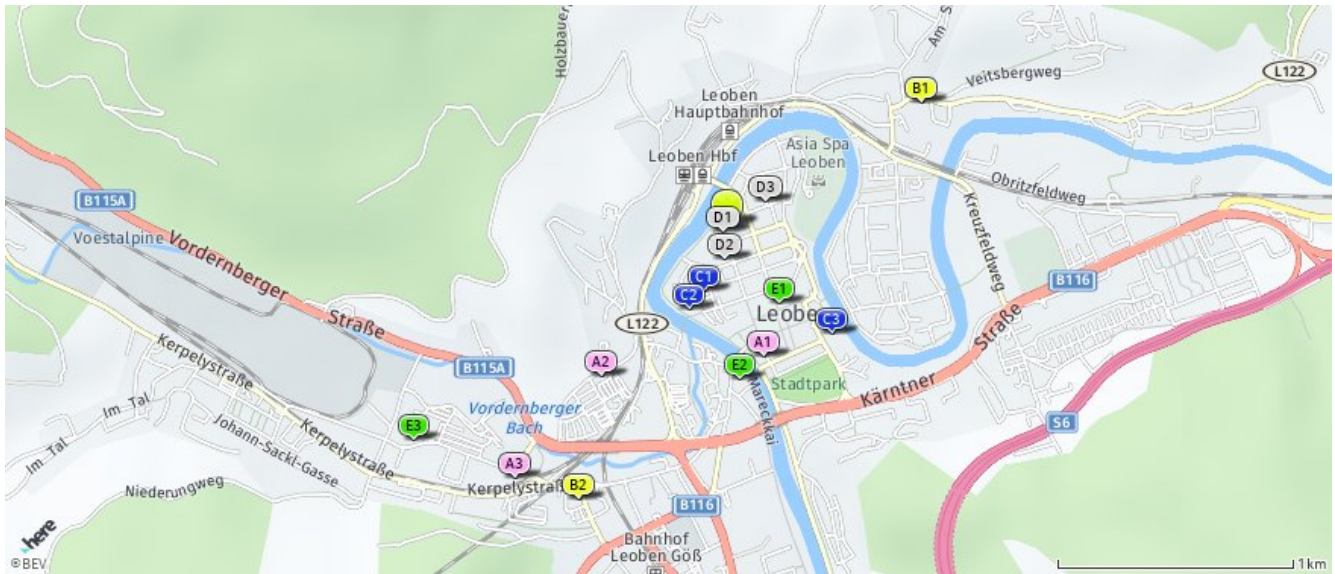 Holzbauer
Am S
Veitsbergweg
L122
B1
Leoben
Hauptbahnhof
Leoben Hbf
Asia Spa
Leoben
D3
D1
D2
Obritzfeldweg
Kreuzfeldweg
B115A
Voestalpine
Vordernberger
Straße
C1
C2
E1
Leobe
C3
B116
L122
A1
A2
E2
Stadtpark
Mareckkai
Kärntner
Straße
Kerpelystraße
B115A
Im Tal
Vordernberger
Bach
S6
E3
Johann-Sackl-Gasse
Kerpelystraße
Im Tal
A3
Niederungweg
Kerpelystraß
B2
B116
Bahnhof
Leoben Göß
here
©BEV
1km